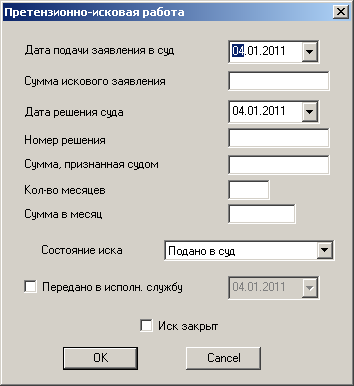 Претензионно-исковая работа
Дата подачи заявления в суд 04.01.2011
Сумма искового заявления
Дата решения суда 04.01.2011
Номер решения
Сумма, признанная судом
Кол-во месяцев
Сумма в месяц
Состояние иска Подано в суд
Передано в исполн. службу 04.01.2011
Иск закрыт
OK Cancel